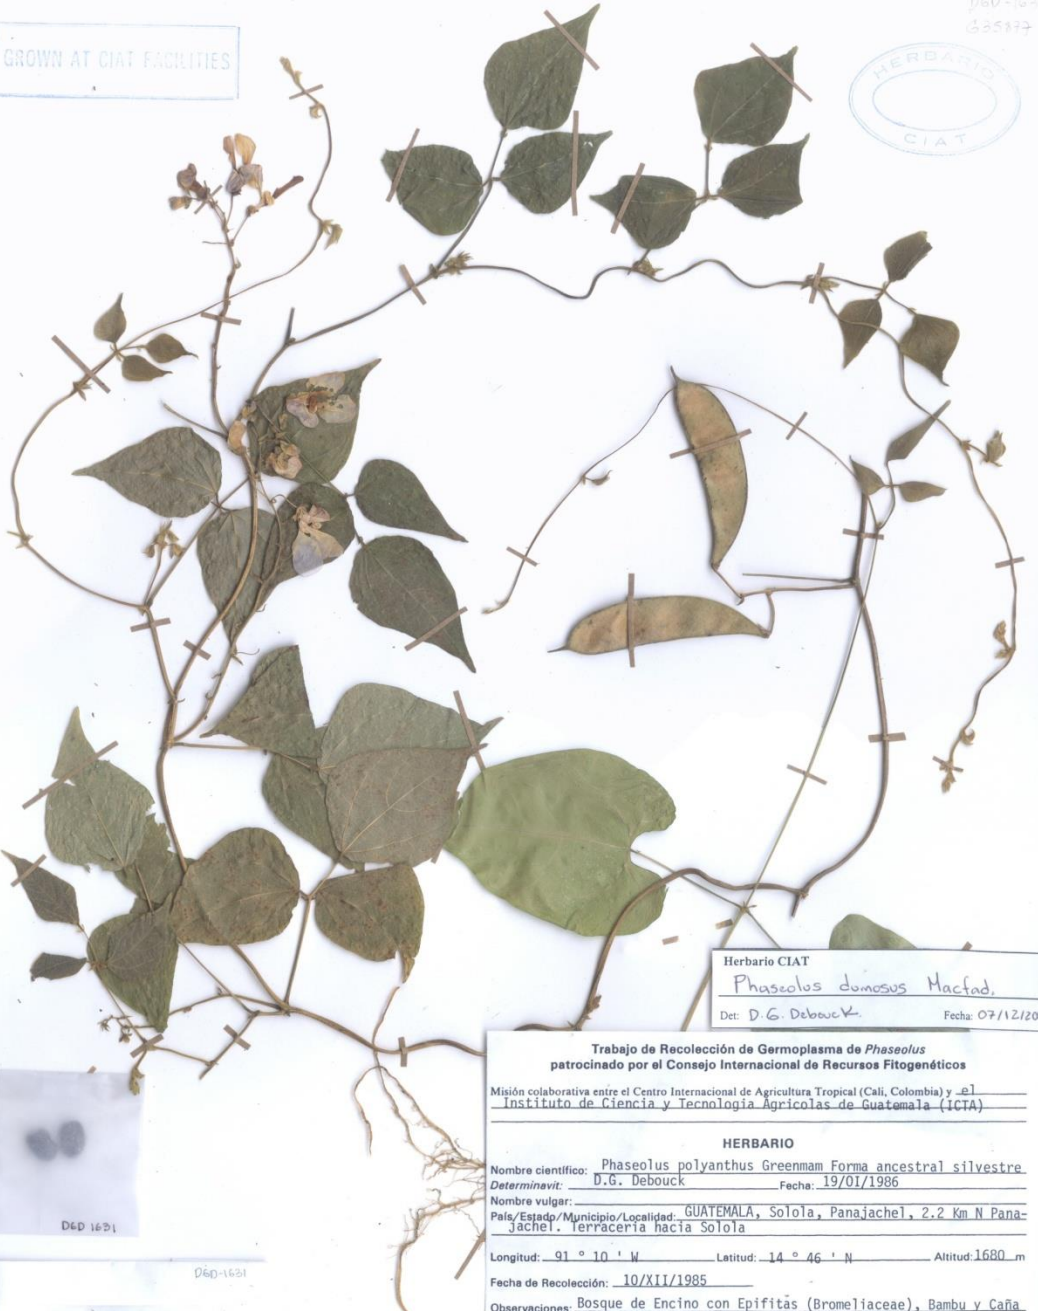 GROWN AT CIAT FACILITIES
DGD-163
G35877
HERBARIO
CIAT
Herbario CIAT
Phaseolus dumosus Macfad.
Det: D.G. Debouck Fecha: 07/12/20
Trabajo de Recolección de Germoplasma de Phaseolus
patrocinado por el Consejo Internacional de Recursos Fitogenéticos
Misión colaborativa entre el Centro Internacional de Agricultura Tropical (Cali, Colombia) y el
Instituto de Ciencia y Tecnologia Agricolas de Guatemala (ICTA)
HERBARIO
Nombre científico: Phaseolus polyanthus Greenmam Forma ancestral silvestre
Determinavit: D.G. Debouck Fecha: 19/OI/1986
Nombre vulgar:
País/Estado/Municipio/Localidad: GUATEMALA, Solola, Panajachel, 2.2 Km N Pana-
jachel. Terraceria hacia Solola
Longitud: 91 ° 10 ' W Latitud: 14 ° 46 ' N Altitud: 1680 m
Fecha de Recolección: 10/XII/1985
Observaciones: Bosque de Encino con Epifitas (Bromeliaceae), Bambu y Caña
DGD 1631
DGD-1631